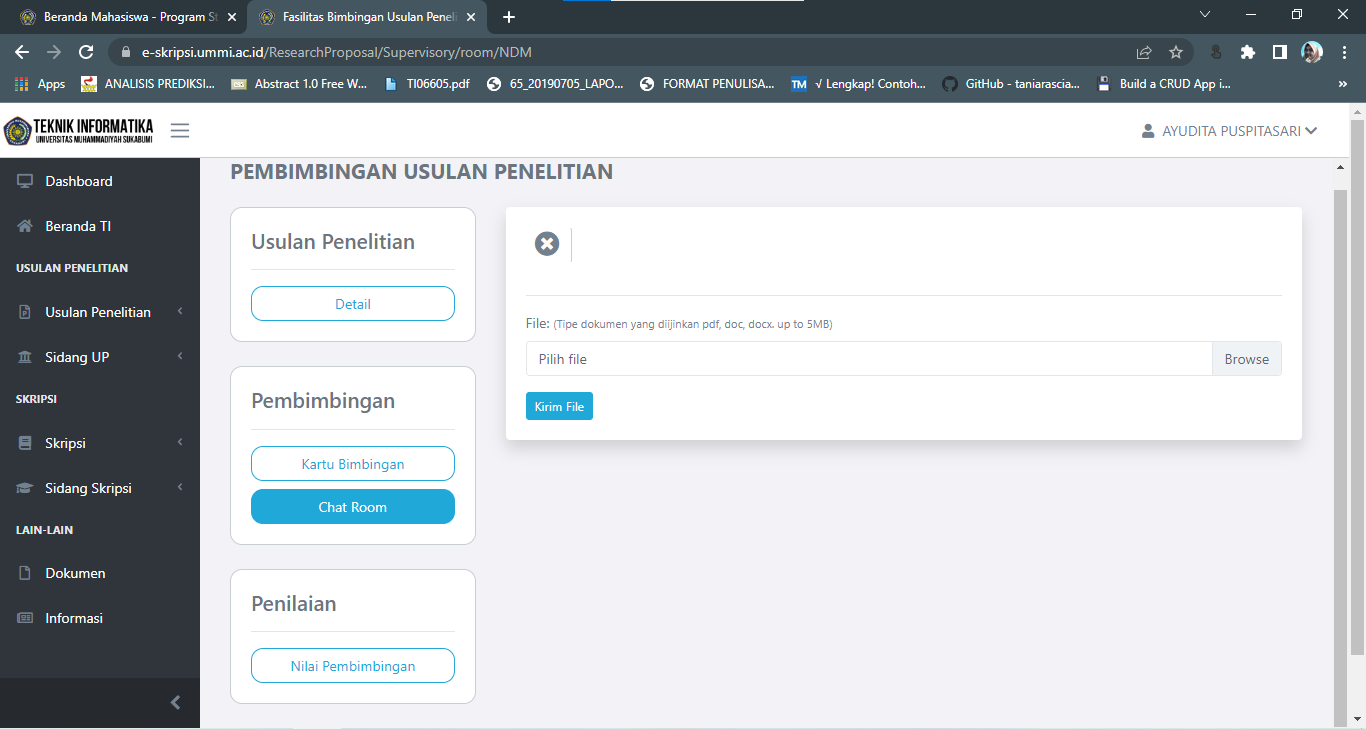 Beranda Mahasiswa - Program St
Fasilitas Bimbingan Usulan Peneli
e-skripsi.ummi.ac.id/ResearchProposal/Supervisory/room/NDM
Apps
ANALISIS PREDIKSI...
Abstract 1.0 Free W...
TI06605.pdf
65_20190705_LAPO...
FORMAT PENULISA...
TM
√ Lengkap! Contoh...
GitHub - taniarascia...
Build a CRUD App i...
»
TEKNIK INFORMATIKA
UNIVERSITAS MUHAMMADIYAH SUKABUMI
AYUDITA PUSPITASARI
Dashboard
Beranda TI
USULAN PENELITIAN
Usulan Penelitian
Sidang UP
SKRIPSI
Skripsi
Sidang Skripsi
LAIN-LAIN
Dokumen
Informasi
PEMBIMBINGAN USULAN PENELITIAN
Usulan Penelitian
Detail
Pembimbingan
Kartu Bimbingan
Chat Room
Penilaian
Nilai Pembimbingan
File: (Tipe dokumen yang diijinkan pdf, doc, docx. up to 5MB)
Pilih file
Browse
Kirim File